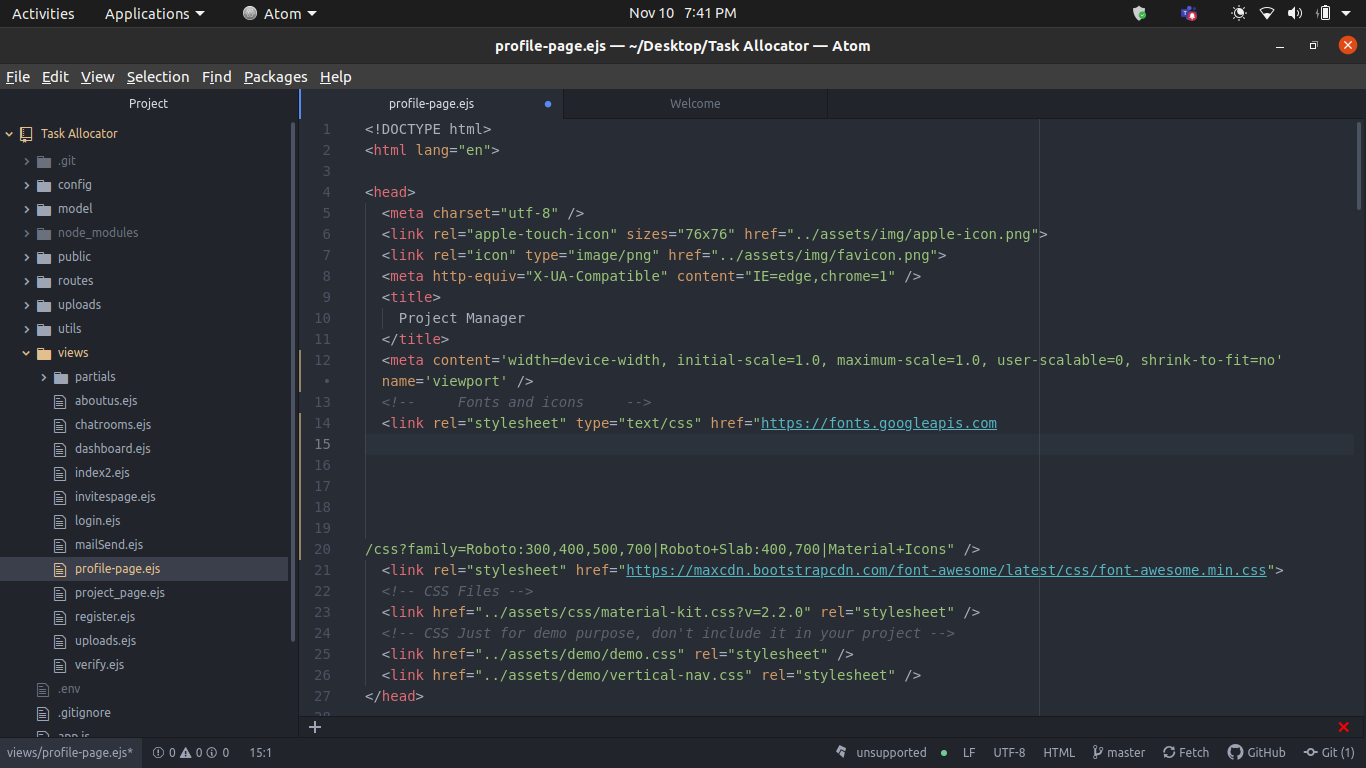 Activities Applications Atom Nov 10 7:41 PM
profile-page.ejs — ~/Desktop/Task Allocator — Atom
File Edit View Selection Find Packages Help
Project
Task Allocator
.git
config
model
node_modules
public
routes
uploads
utils
views
partials
aboutus.ejs
chatrooms.ejs
dashboard.ejs
index2.ejs
invitespage.ejs
login.ejs
mailSend.ejs
profile-page.ejs
project_page.ejs
register.ejs
uploads.ejs
verify.ejs
.env
.gitignore
app.js
profile-page.ejs Welcome
1 <!DOCTYPE html>
2 <html lang="en">
3
4 <head>
5 <meta charset="utf-8" />
6 <link rel="apple-touch-icon" sizes="76x76" href="../assets/img/apple-icon.png">
7 <link rel="icon" type="image/png" href="../assets/img/favicon.png">
8 <meta http-equiv="X-UA-Compatible" content="IE=edge,chrome=1" />
9 <title>
10 Project Manager
11 </title>
12 <meta content='width=device-width, initial-scale=1.0, maximum-scale=1.0, user-scalable=0, shrink-to-fit=no'
• name='viewport' />
13 <!--     Fonts and icons     -->
14 <link rel="stylesheet" type="text/css" href="https://fonts.googleapis.com
15
16
17
18
19
20 /css?family=Roboto:300,400,500,700|Roboto+Slab:400,700|Material+Icons" />
21 <link rel="stylesheet" href="https://maxcdn.bootstrapcdn.com/font-awesome/latest/css/font-awesome.min.css">
22 <!-- CSS Files -->
23 <link href="../assets/css/material-kit.css?v=2.2.0" rel="stylesheet" />
24 <!-- CSS Just for demo purpose, don't include it in your project -->
25 <link href="../assets/demo/demo.css" rel="stylesheet" />
26 <link href="../assets/demo/vertical-nav.css" rel="stylesheet" />
27 </head>
28
views/profile-page.ejs* 0 0 0 15:1 unsupported LF UTF-8 HTML master Fetch GitHub Git (1)